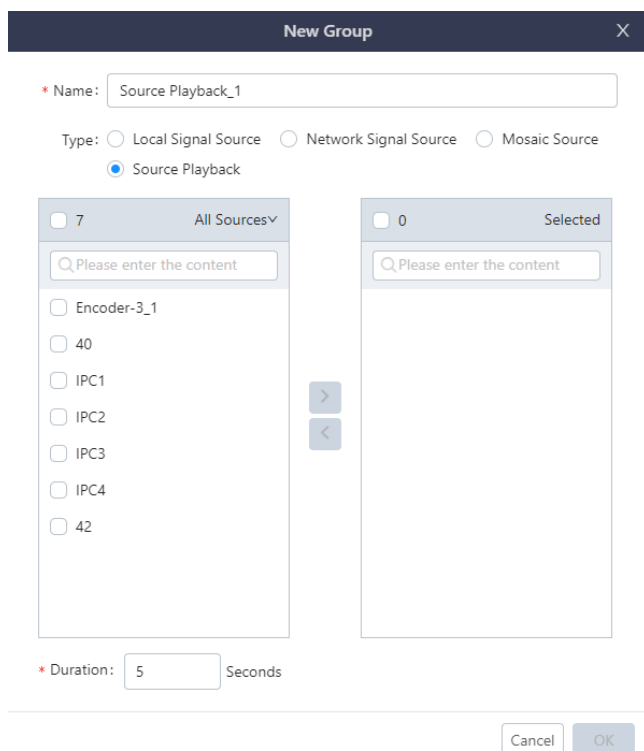 New Group X
* Name: Source Playback_1
Type: Local Signal Source Network Signal Source Mosaic Source
Source Playback
7 All Sources
0 Selected
Please enter the content
Please enter the content
Encoder-3_1
40
IPC1
IPC2
IPC3
IPC4
42
* Duration: 5 Seconds
Cancel OK